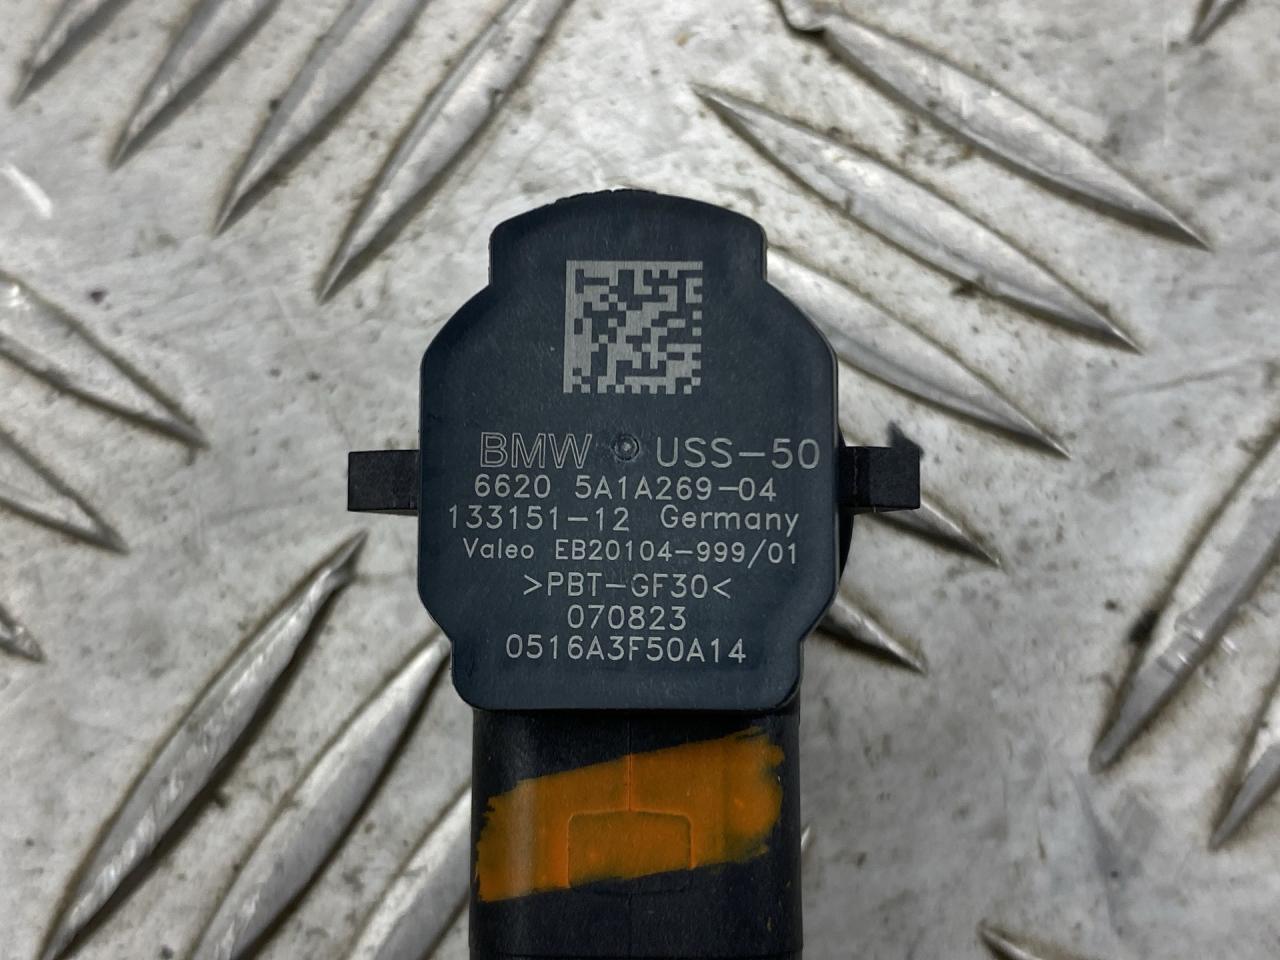 BMW USS-50
6620 5A1A269-04
133151-12 Germany
Valeo EB20104-999/01
>PBT-GF30<
070823
0516A3F50A14